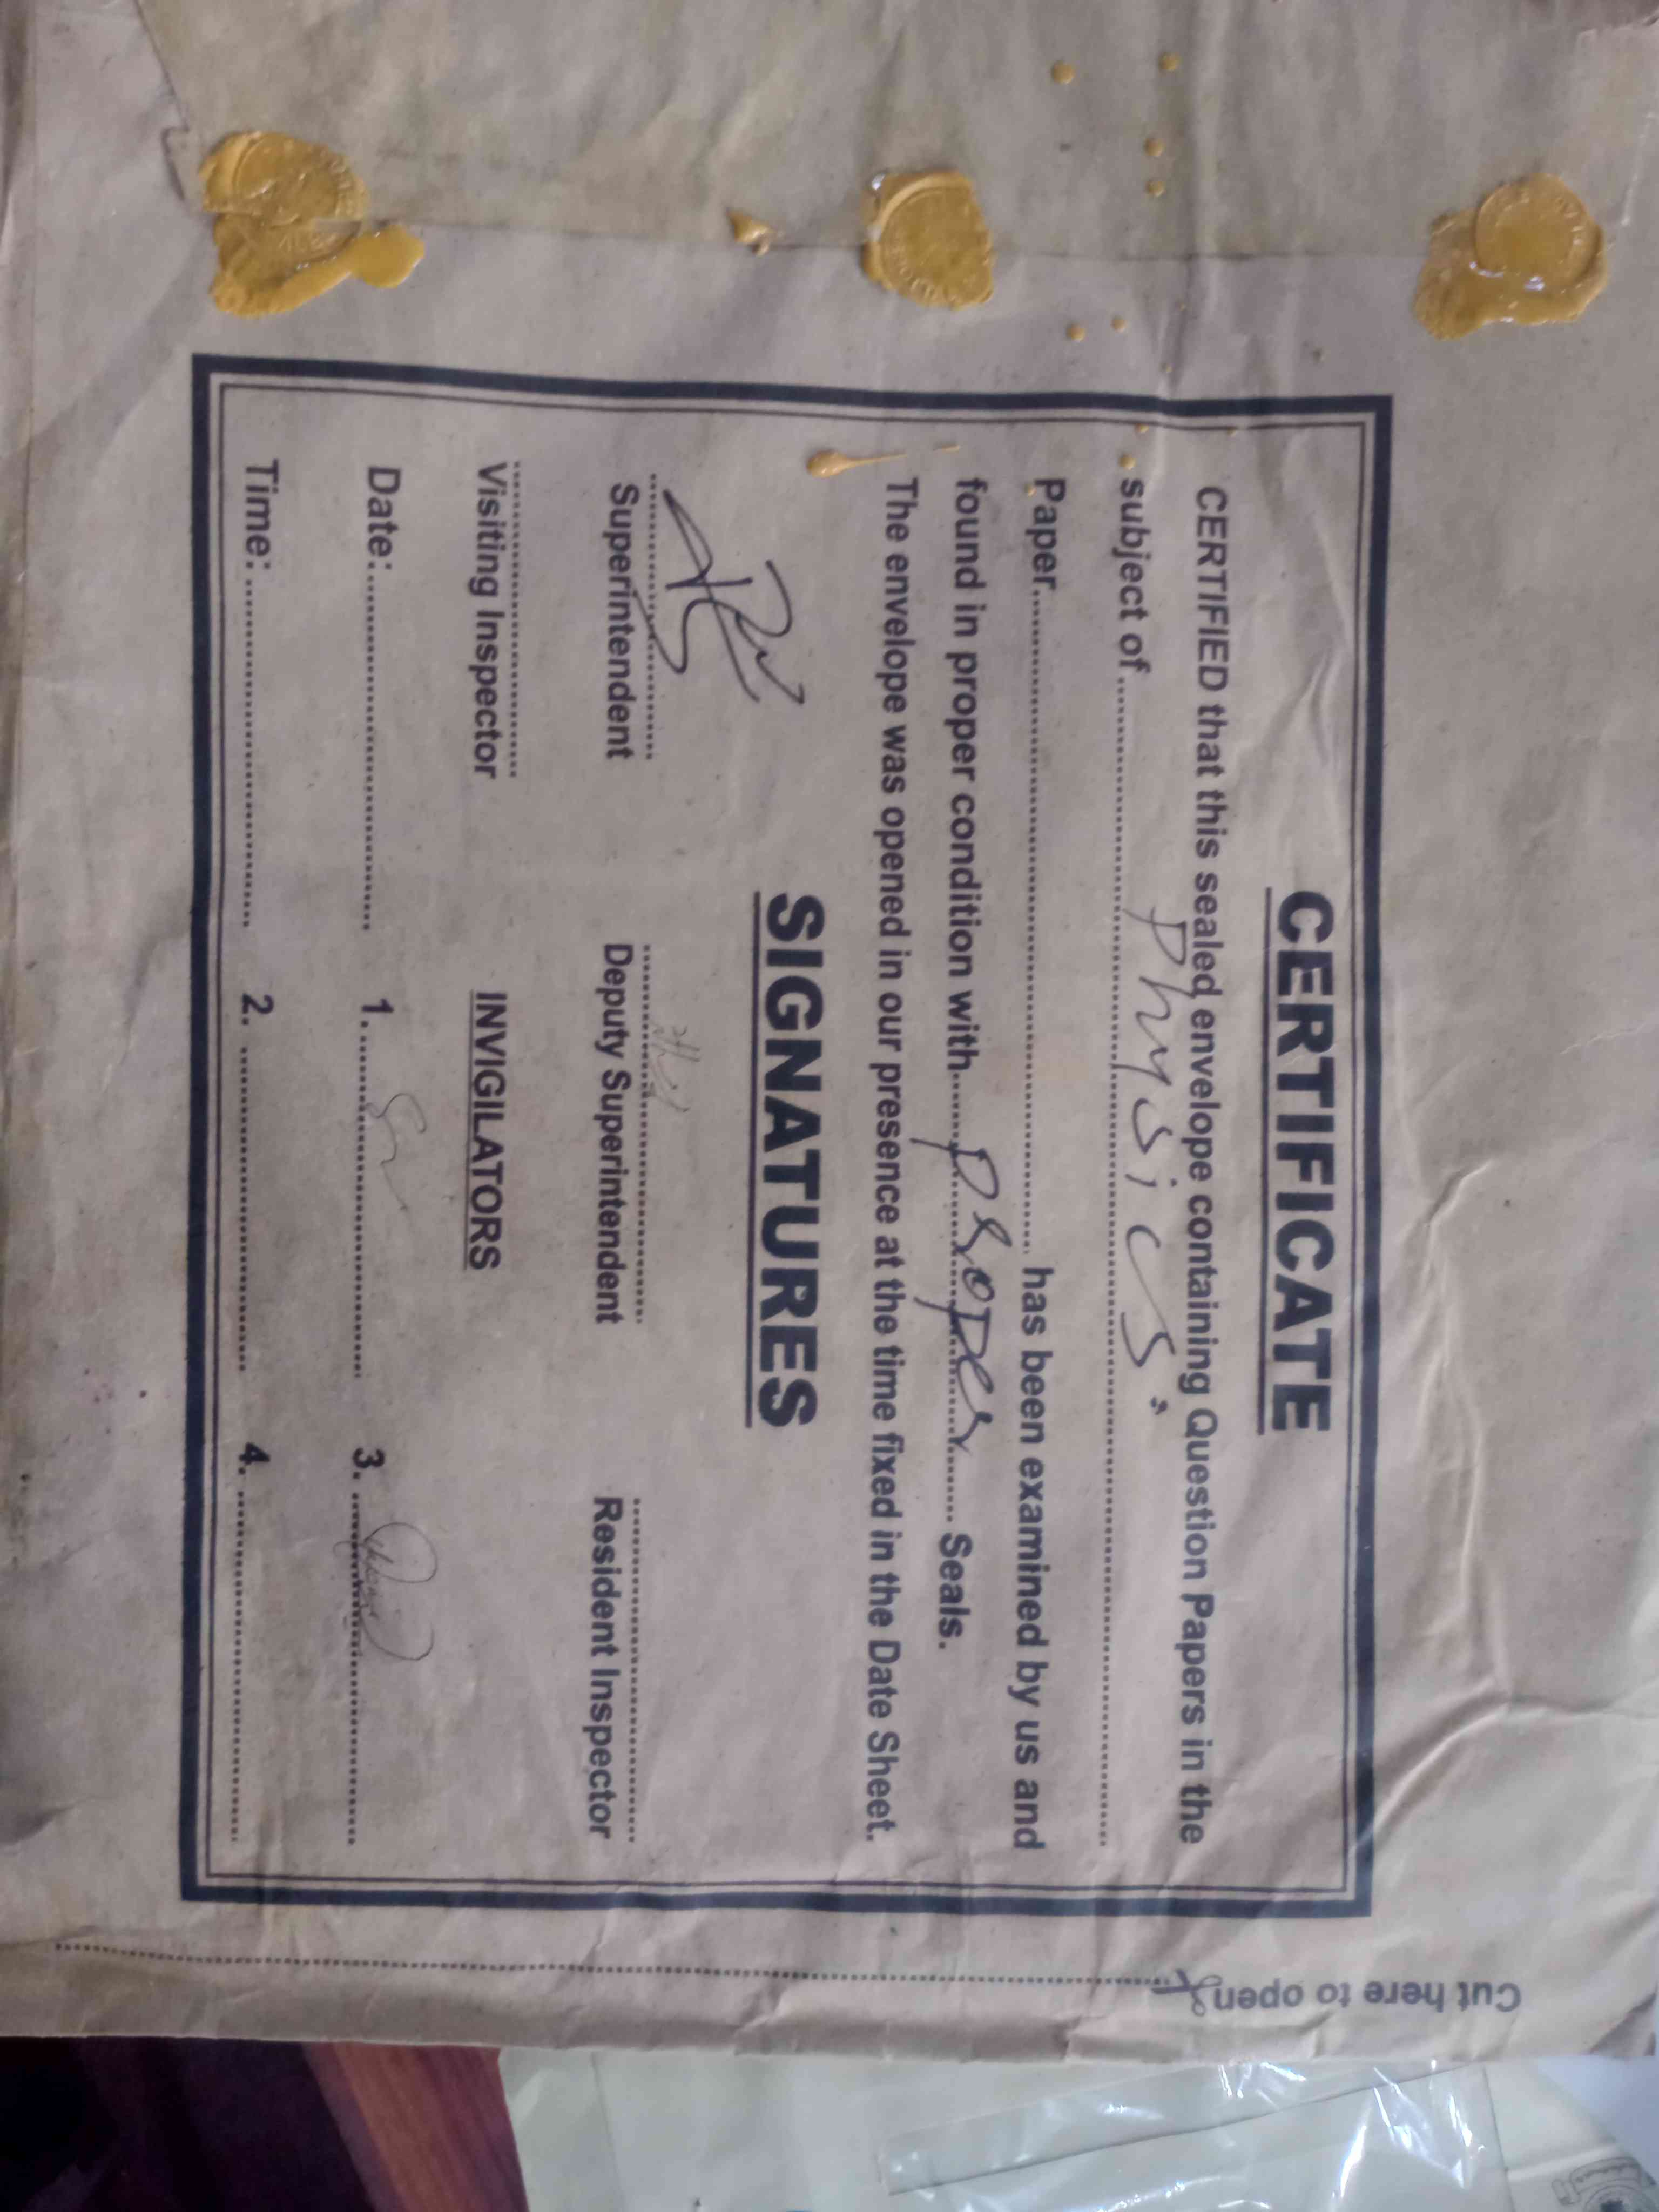 CERTIFICATE
CERTIFIED that this sealed envelope containing Question Papers in the
subject of.......... Physics ..........
Paper.................... has been examined by us and
found in proper condition with..... Proper ..... Seals.
The envelope was opened in our presence at the time fixed in the Date Sheet.
SIGNATURES
Superintendent Deputy Superintendent Resident Inspector
Visiting Inspector INVIGILATORS
Date:.................... 1..................... 3. ....................
Time:.................... 2. .................... 4. ....................
Cut here to open